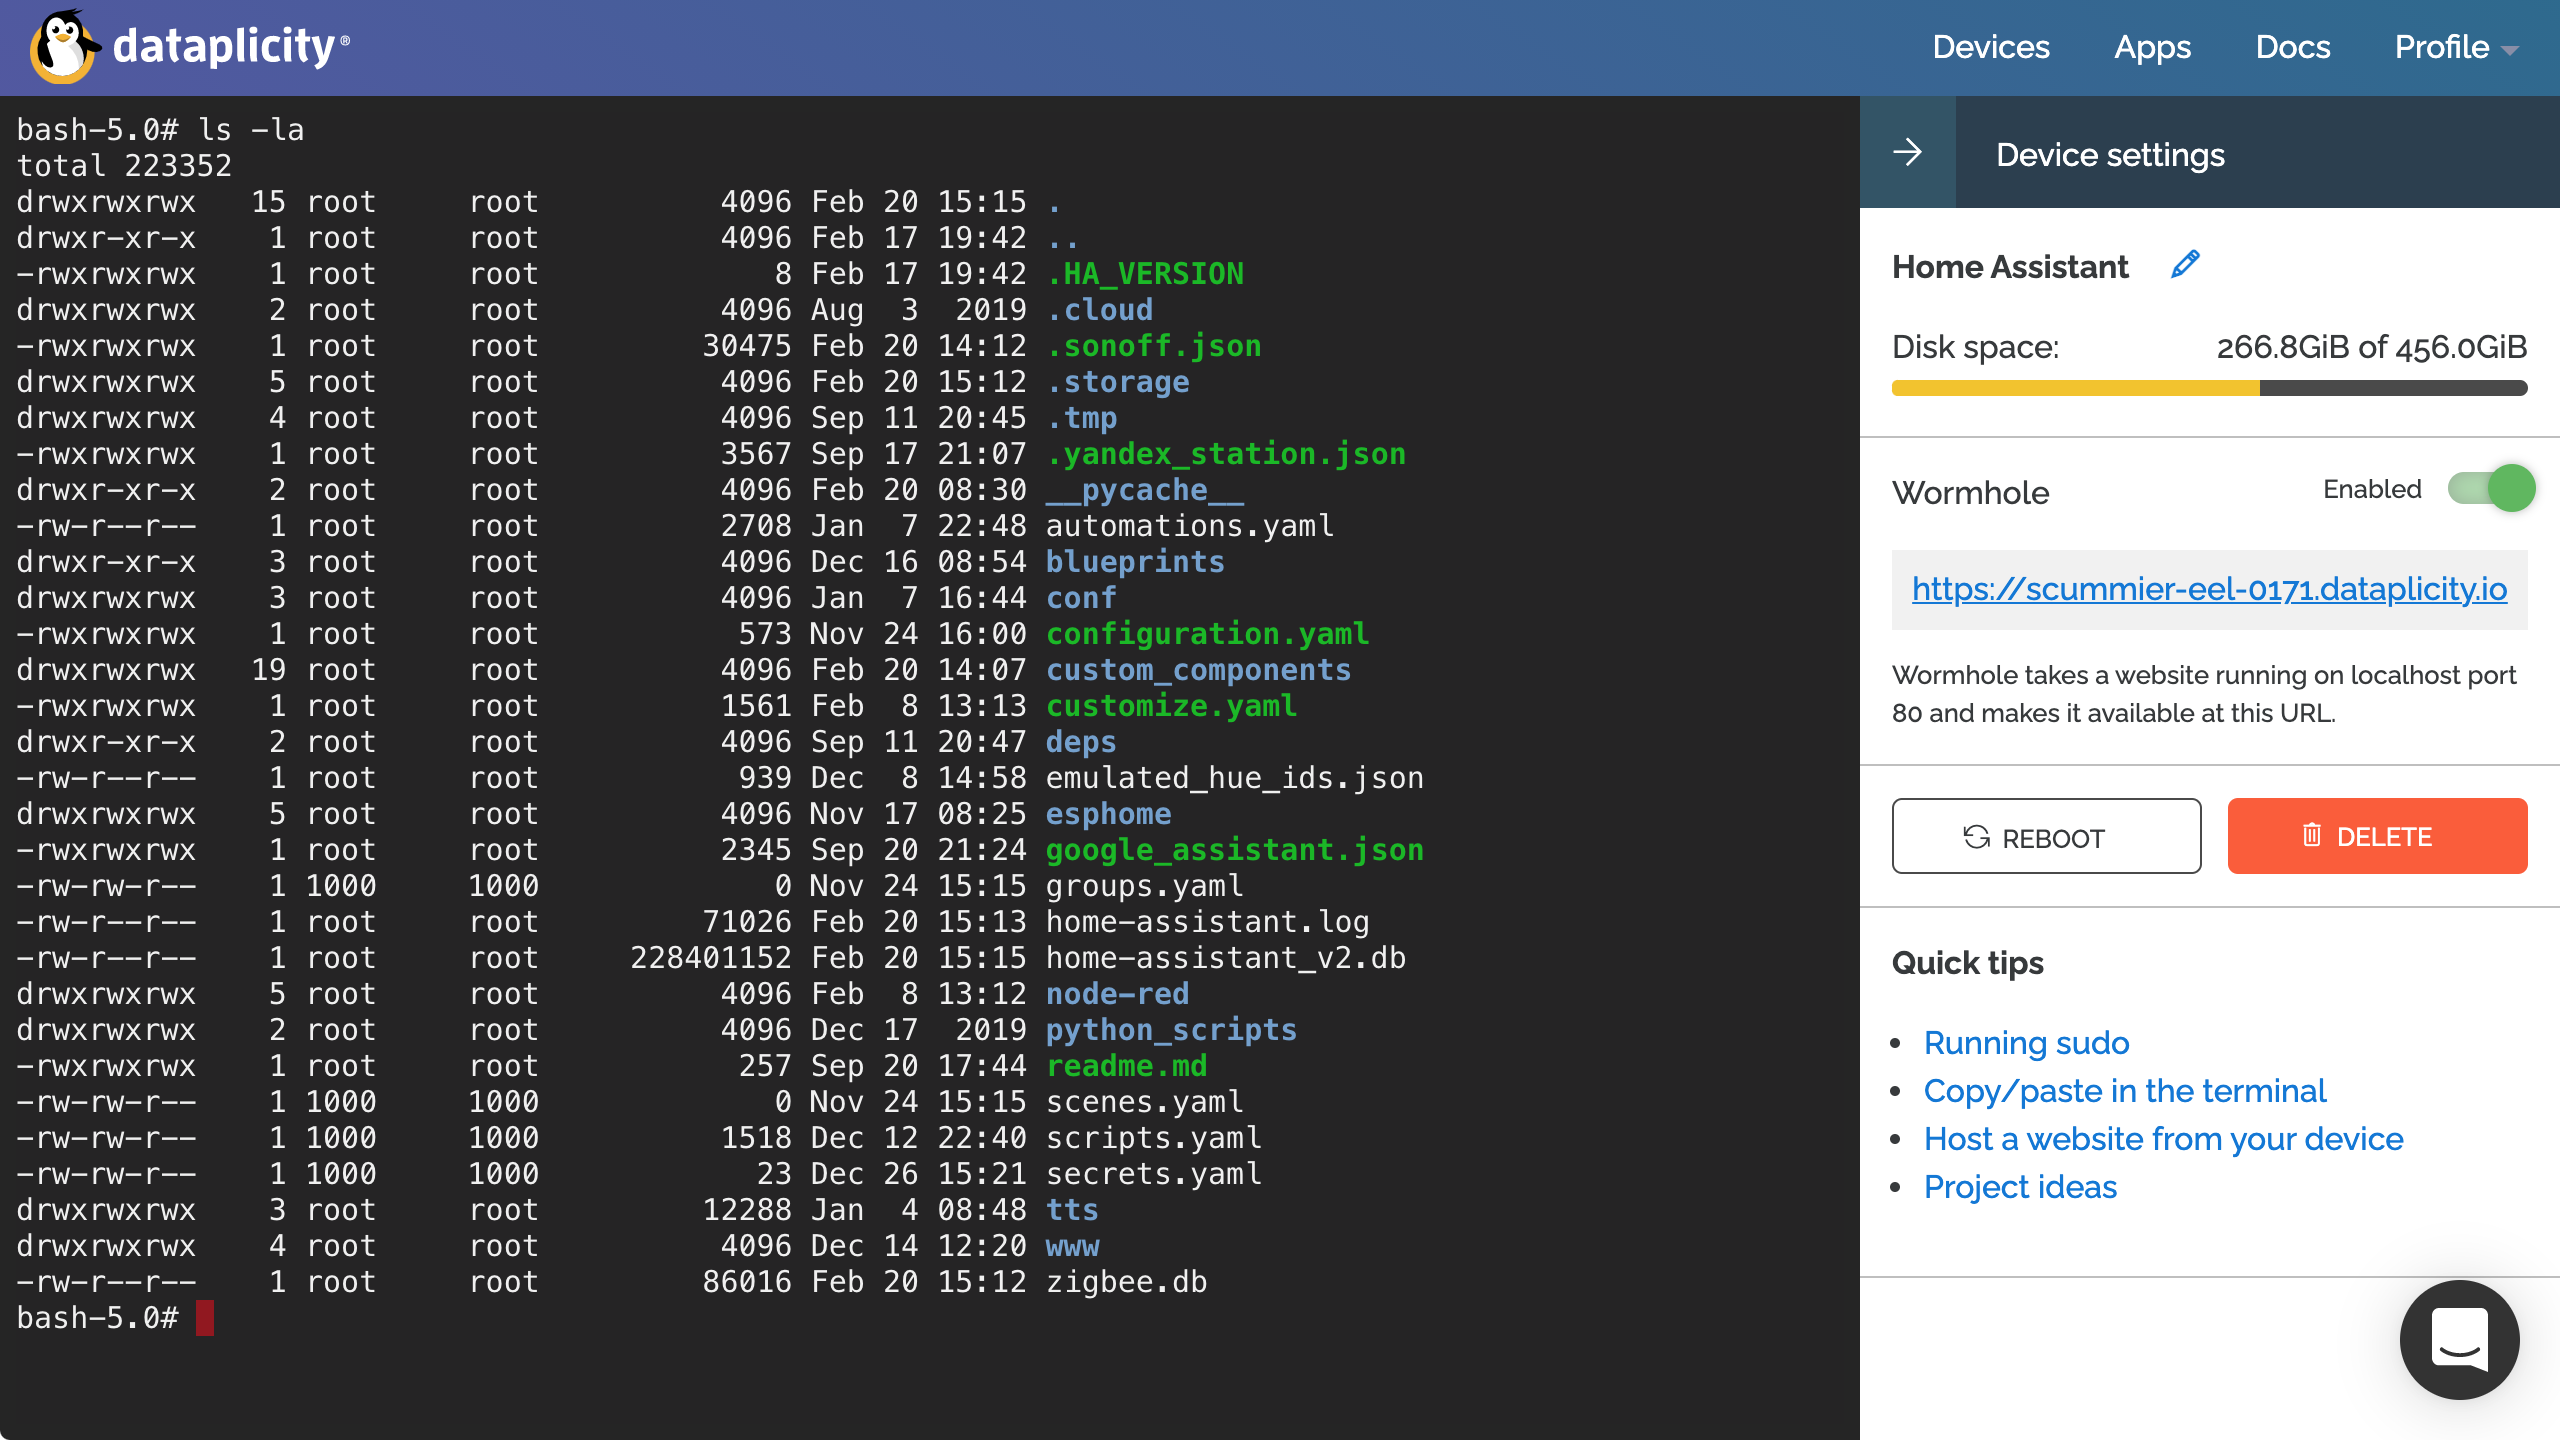 dataplicity®
Devices Apps Docs Profile
bash-5.0# ls -la
total 223352
drwxrwxrwx 15 root root 4096 Feb 20 15:15 .
drwxr-xr-x 1 root root 4096 Feb 17 19:42 ..
-rwxrwxrwx 1 root root 8 Feb 17 19:42 .HA_VERSION
drwxrwxrwx 2 root root 4096 Aug 3 2019 .cloud
-rwxrwxrwx 1 root root 30475 Feb 20 14:12 .sonoff.json
drwxrwxrwx 5 root root 4096 Feb 20 15:12 .storage
drwxrwxrwx 4 root root 4096 Sep 11 20:45 .tmp
-rwxrwxrwx 1 root root 3567 Sep 17 21:07 .yandex_station.json
drwxr-xr-x 2 root root 4096 Feb 20 08:30 __pycache__
-rw-r--r-- 1 root root 2708 Jan 7 22:48 automations.yaml
drwxr-xr-x 3 root root 4096 Dec 16 08:54 blueprints
drwxrwxrwx 3 root root 4096 Jan 7 16:44 conf
-rwxrwxrwx 1 root root 573 Nov 24 16:00 configuration.yaml
drwxrwxrwx 19 root root 4096 Feb 20 14:07 custom_components
-rwxrwxrwx 1 root root 1561 Feb 8 13:13 customize.yaml
drwxr-xr-x 2 root root 4096 Sep 11 20:47 deps
-rw-r--r-- 1 root root 939 Dec 8 14:58 emulated_hue_ids.json
drwxrwxrwx 5 root root 4096 Nov 17 08:25 esphome
-rwxrwxrwx 1 root root 2345 Sep 20 21:24 google_assistant.json
-rw-rw-r-- 1 1000 1000 0 Nov 24 15:15 groups.yaml
-rw-r--r-- 1 root root 71026 Feb 20 15:13 home-assistant.log
-rw-r--r-- 1 root root 228401152 Feb 20 15:15 home-assistant_v2.db
drwxrwxrwx 5 root root 4096 Feb 8 13:12 node-red
drwxrwxrwx 2 root root 4096 Dec 17 2019 python_scripts
-rwxrwxrwx 1 root root 257 Sep 20 17:44 readme.md
-rw-rw-r-- 1 1000 1000 0 Nov 24 15:15 scenes.yaml
-rw-rw-r-- 1 1000 1000 1518 Dec 12 22:40 scripts.yaml
-rw-rw-r-- 1 1000 1000 23 Dec 26 15:21 secrets.yaml
drwxrwxrwx 3 root root 12288 Jan 4 08:48 tts
drwxrwxrwx 4 root root 4096 Dec 14 12:20 www
-rw-r--r-- 1 root root 86016 Feb 20 15:12 zigbee.db
bash-5.0#
Device settings
Home Assistant
Disk space: 266.8GiB of 456.0GiB
Wormhole Enabled
https://scummier-eel-0171.dataplicity.io
Wormhole takes a website running on localhost port
80 and makes it available at this URL.
REBOOT DELETE
Quick tips
• Running sudo
• Copy/paste in the terminal
• Host a website from your device
• Project ideas